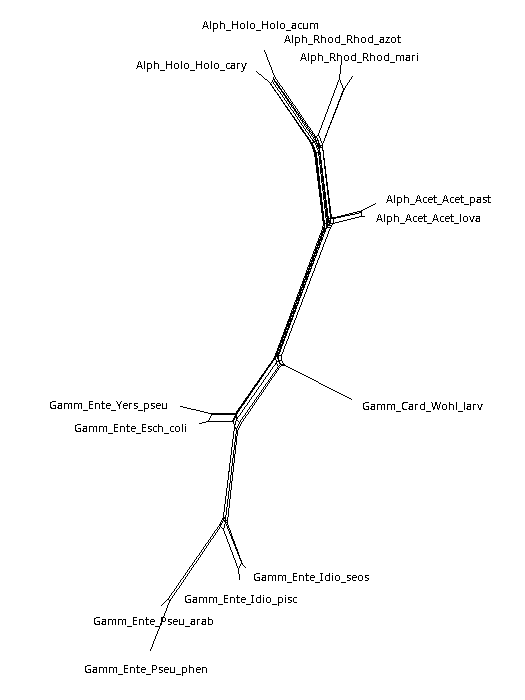 Alph_Holo_Holo_acum
Alph_Rhod_Rhod_azot
Alph_Rhod_Rhod_mari
Alph_Holo_Holo_cary
Alph_Acet_Acet_past
Alph_Acet_Acet_lova
Gamm_Ente_Yers_pseu
Gamm_Card_Wohl_larv
Gamm_Ente_Esch_coli
Gamm_Ente_Idio_seos
Gamm_Ente_Idio_pisc
Gamm_Ente_Pseu_arab
Gamm_Ente_Pseu_phen